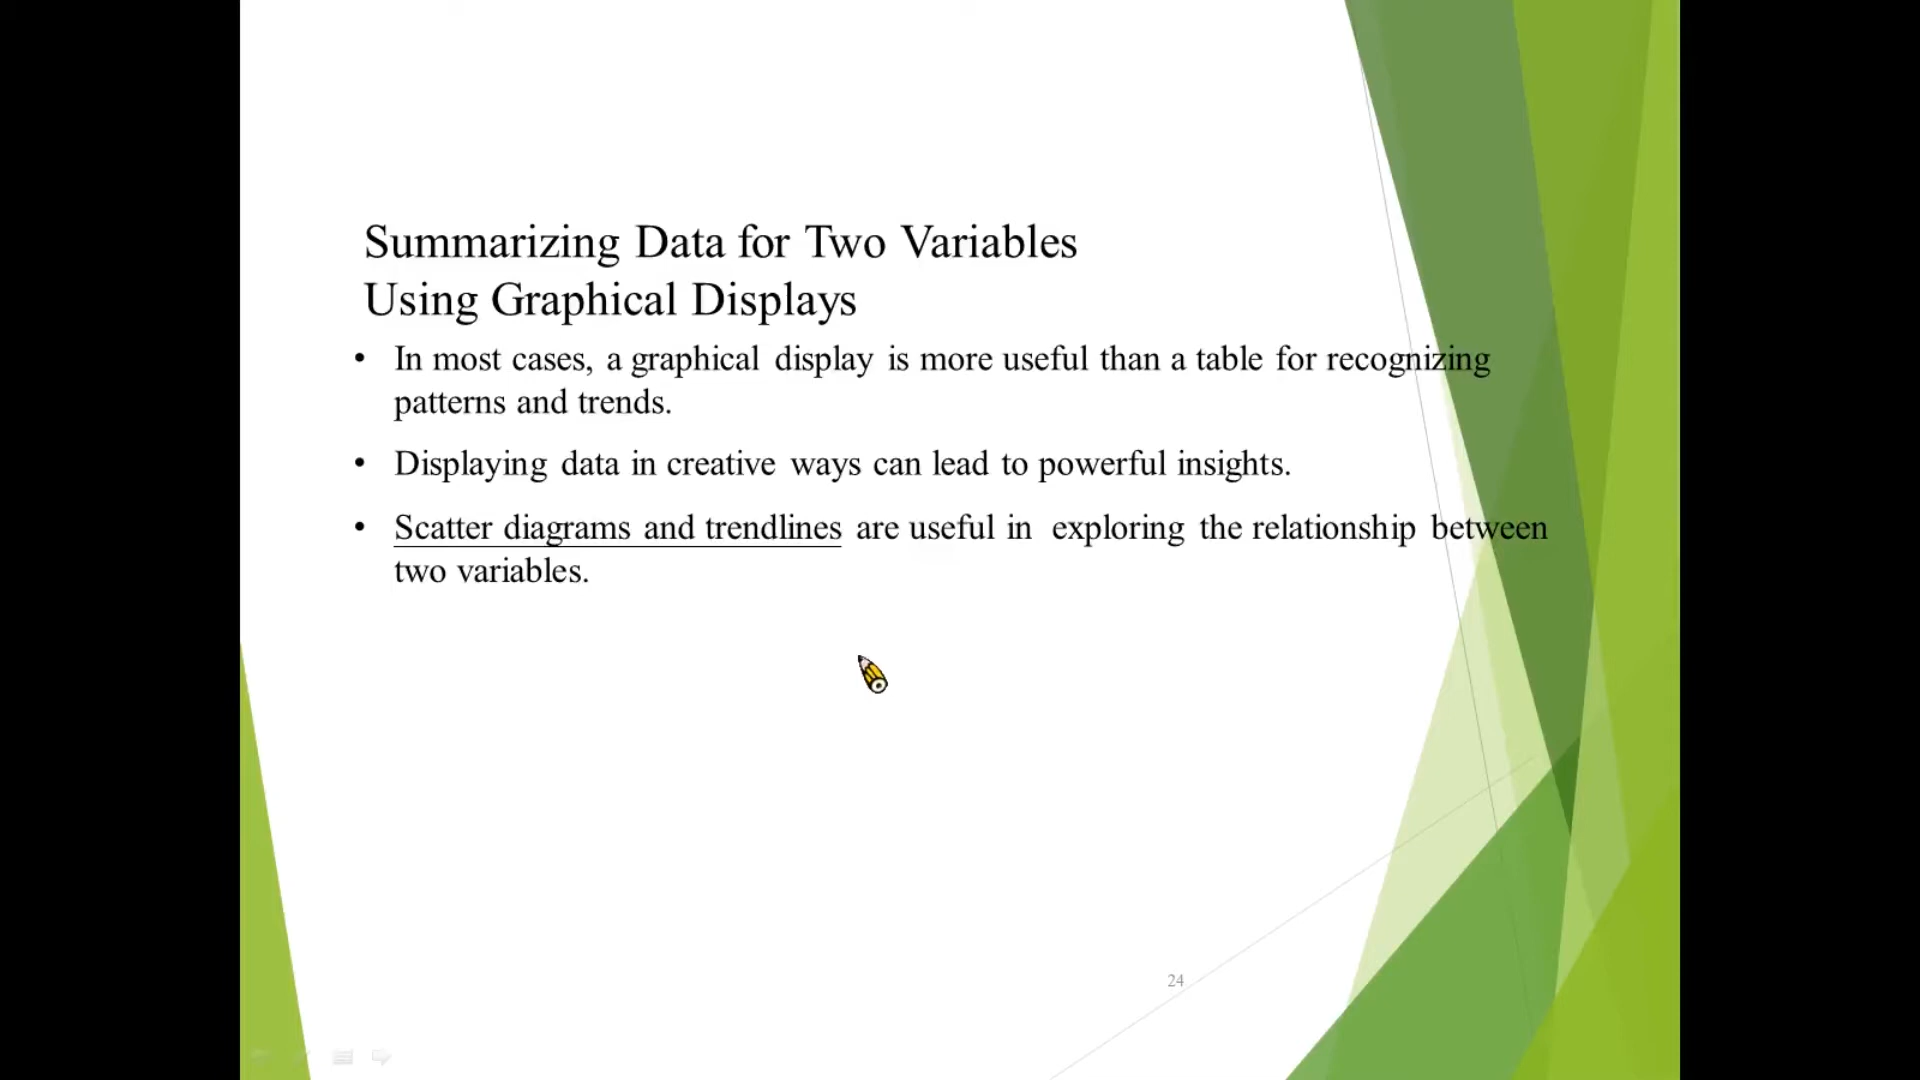 Summarizing Data for Two Variables
Using Graphical Displays
• In most cases, a graphical display is more useful than a table for recognizing
patterns and trends.
• Displaying data in creative ways can lead to powerful insights.
• Scatter diagrams and trendlines are useful in exploring the relationship between
two variables.
24